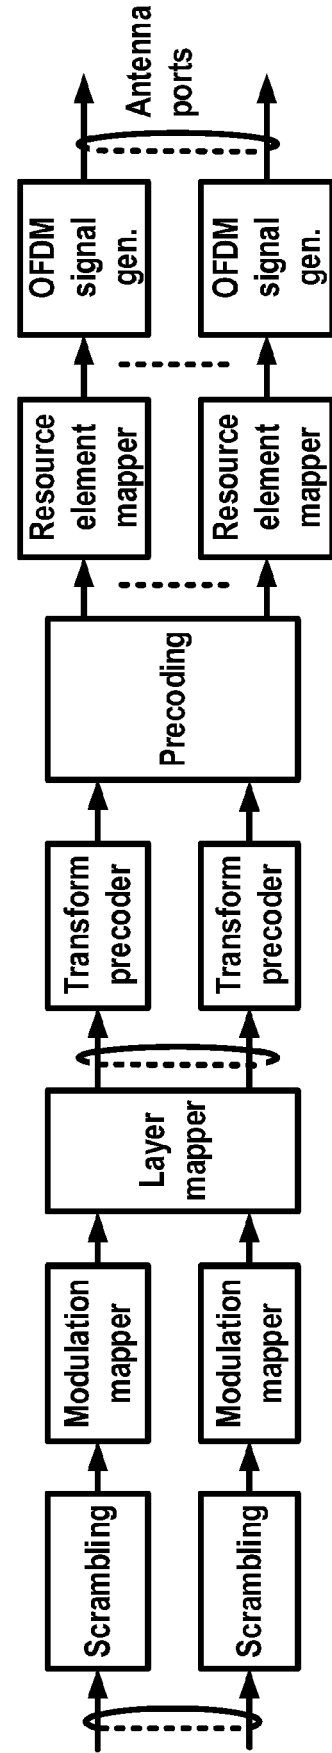 Scrambling
Modulation
mapper
Layer
mapper
Transform
precoder
Precoding
Resource
element
mapper
OFDM
signal
gen.
Antenna
ports
Scrambling
Modulation
mapper
Transform
precoder
Resource
element
mapper
OFDM
signal
gen.